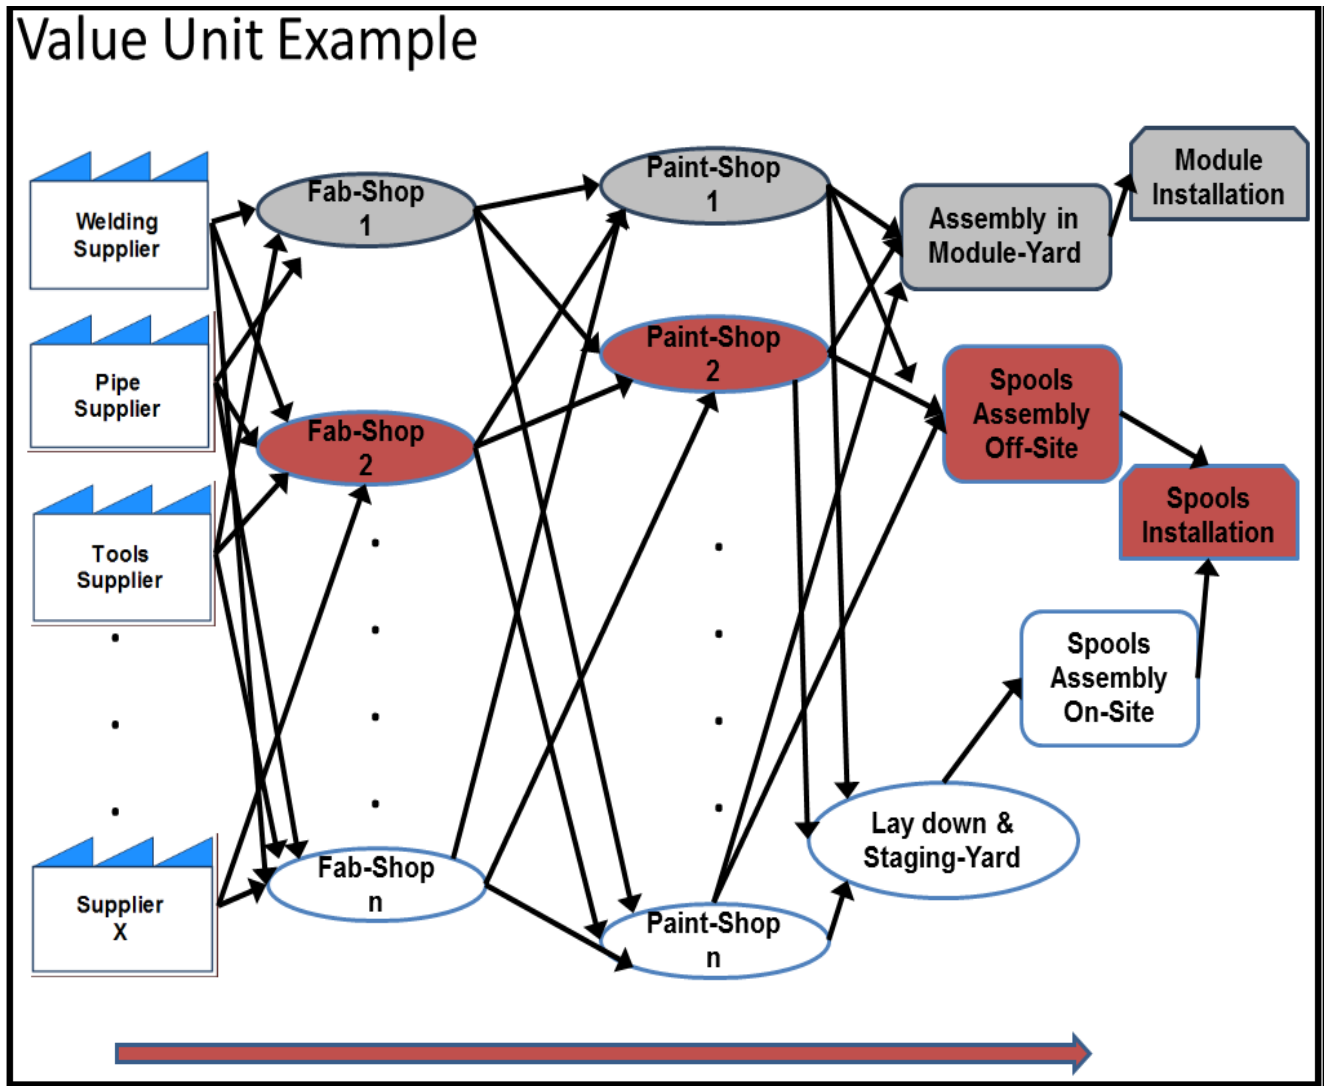 Value Unit Example
Welding
Supplier
Pipe
Supplier
Tools
Supplier
Supplier
X
Fab-Shop
1
Fab-Shop
2
Fab-Shop
n
Paint-Shop
1
Paint-Shop
2
Paint-Shop
n
Assembly in
Module-Yard
Module
Installation
Spools
Assembly
Off-Site
Spools
Installation
Spools
Assembly
On-Site
Lay down &
Staging-Yard